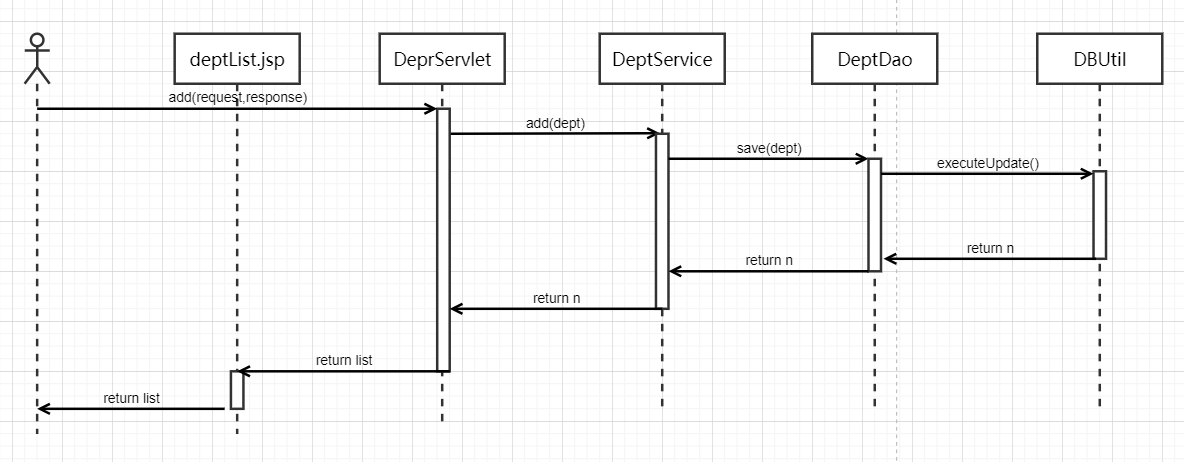 deptList.jsp
DeprServlet
DeptService
DeptDao
DBUtil
add(request,response)
add(dept)
save(dept)
executeUpdate()
return n
return n
return n
return list
return list